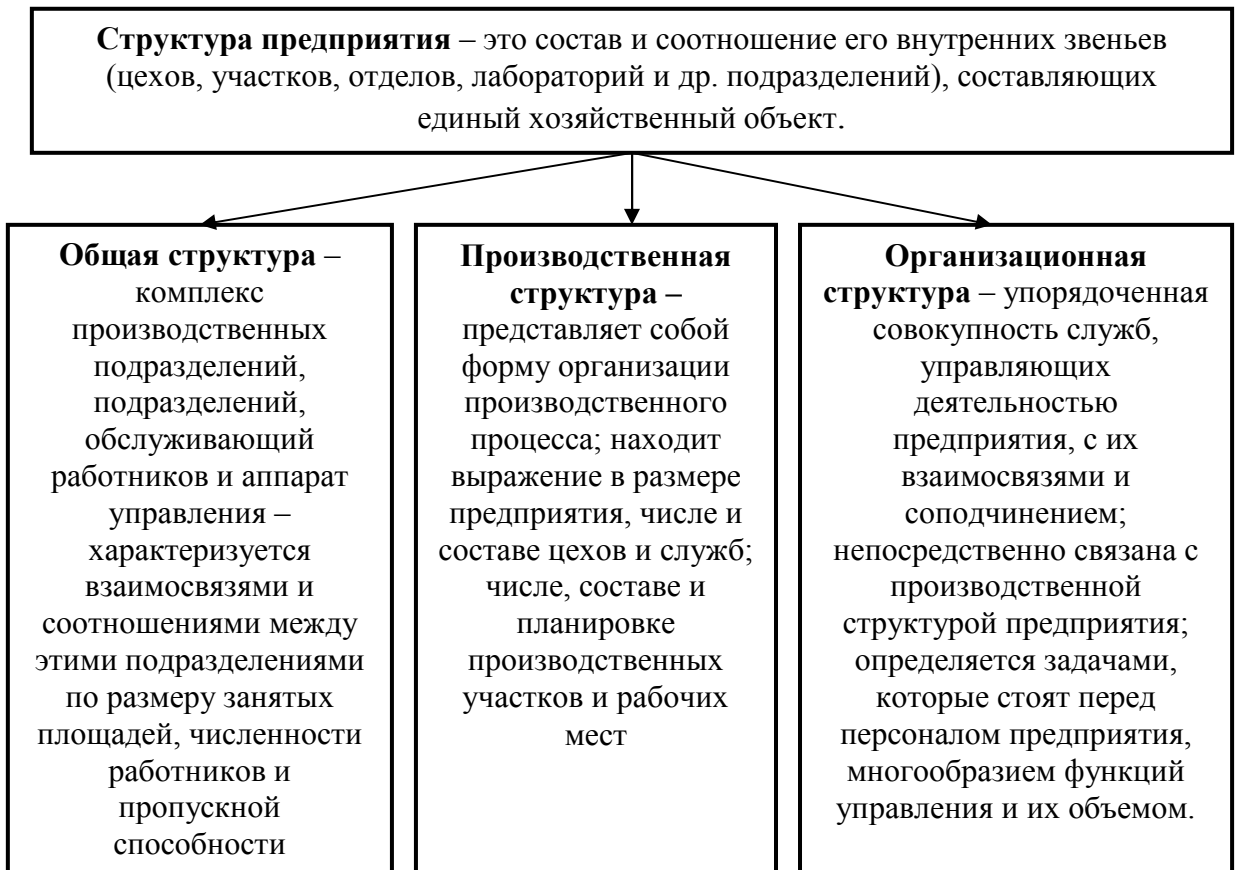 Структура предприятия – это состав и соотношение его внутренних звеньев
(цехов, участков, отделов, лабораторий и др. подразделений), составляющих
единый хозяйственный объект.
Общая структура –
комплекс
производственных
подразделений,
подразделений,
обслуживающий
работников и аппарат
управления –
характеризуется
взаимосвязями и
соотношениями между
этими подразделениями
по размеру занятых
площадей, численности
работников и
пропускной
способности
Производственная
структура –
представляет собой
форму организации
производственного
процесса; находит
выражение в размере
предприятия, числе и
составе цехов и служб;
числе, составе и
планировке
производственных
участков и рабочих
мест
Организационная
структура – упорядоченная
совокупность служб,
управляющих
деятельностью
предприятия, с их
взаимосвязями и
соподчинением;
непосредственно связана с
производственной
структурой предприятия;
определяется задачами,
которые стоят перед
персоналом предприятия,
многообразием функций
управления и их объемом.